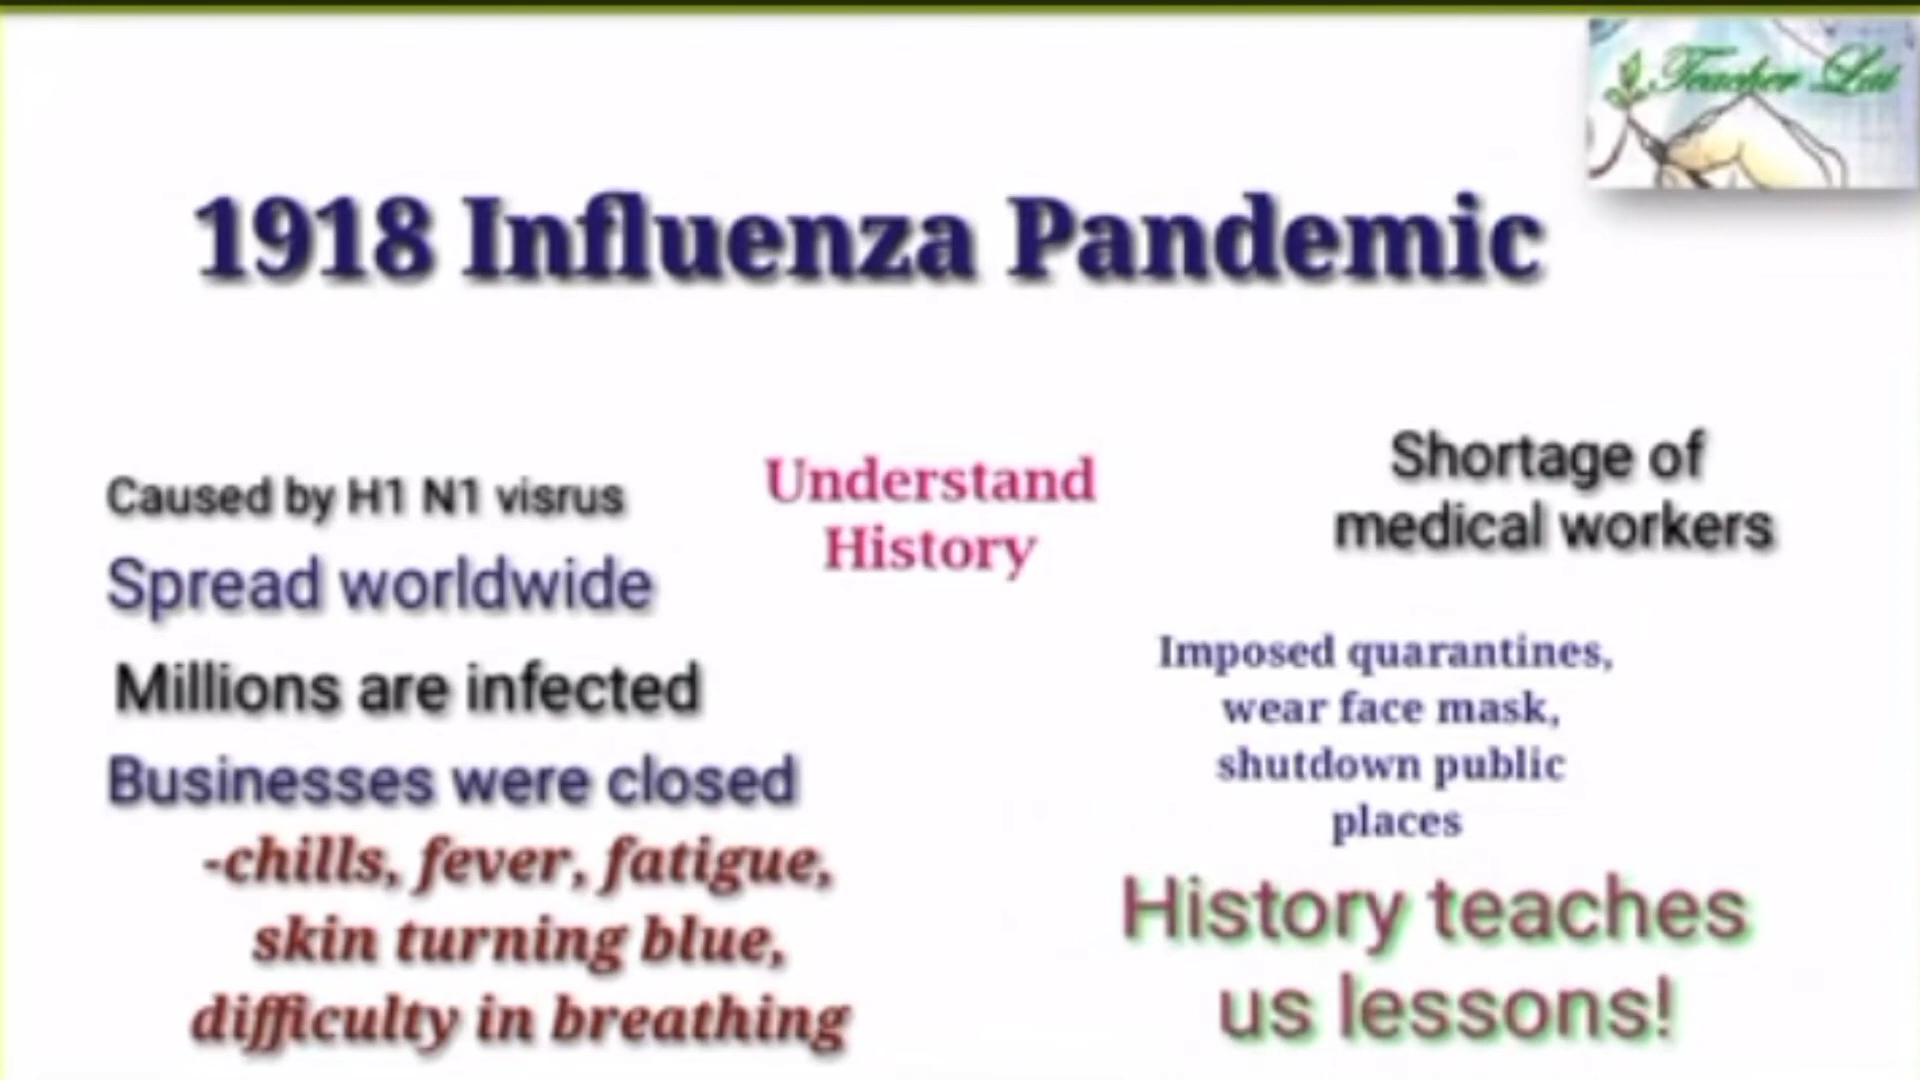 Teacher Lui
1918 Influenza Pandemic
Caused by H1 N1 visrus
Spread worldwide
Millions are infected
Businesses were closed
-chills, fever, fatigue,
skin turning blue,
difficulty in breathing
Understand
History
Shortage of
medical workers
Imposed quarantines,
wear face mask,
shutdown public
places
History teaches
us lessons!